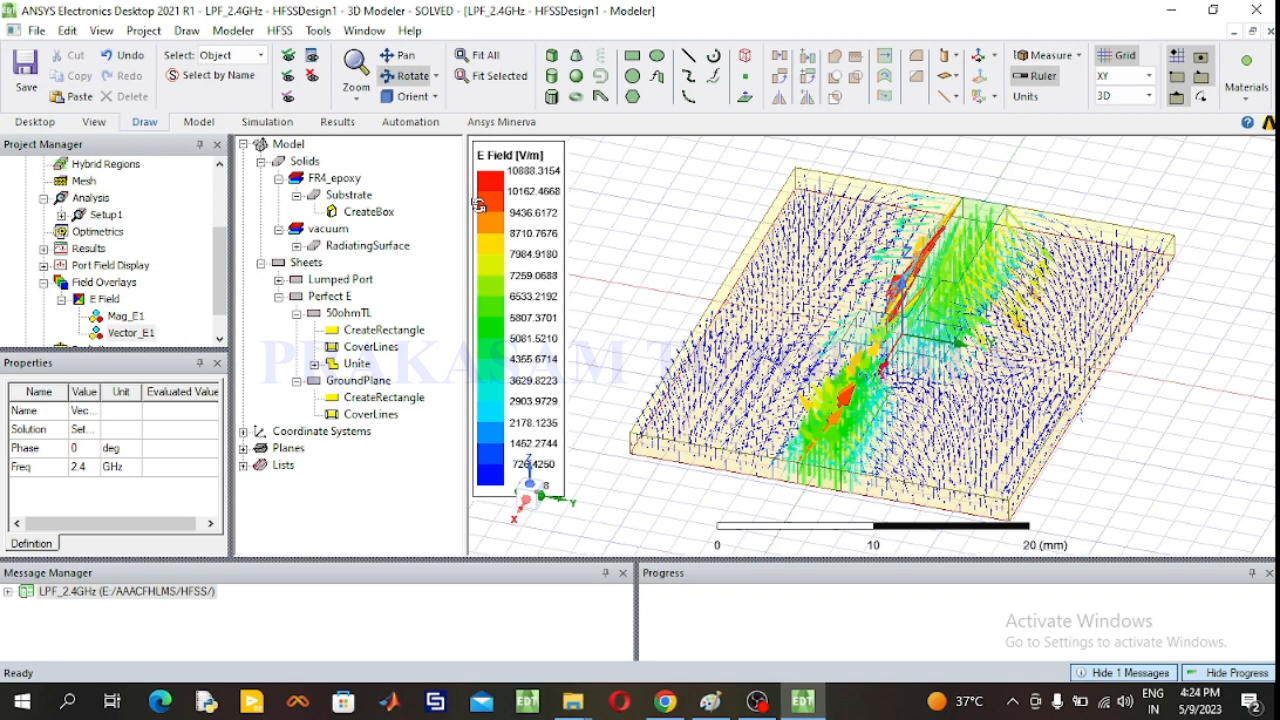 ANSYS Electronics Desktop 2021 R1 - LPF_2.4GHz - HFSSDesign1 - 3D Modeler - SOLVED - [LPF_2.4GHz - HFSSDesign1 - Modeler]
File Edit View Project Draw Modeler HFSS Tools Window Help
Save
Cut Undo
Copy Redo
Paste Delete
Select: Object
Select by Name
Zoom
Pan
Rotate
Orient
Fit All
Fit Selected
Measure
Ruler
Units
Grid
XY
3D
Materials
Desktop View Draw Model Simulation Results Automation Ansys Minerva
Project Manager
Hybrid Regions
Mesh
Analysis
Setup1
Optimetrics
Results
Port Field Display
Field Overlays
E Field
Mag_E1
Vector_E1
Properties
Name Value Unit Evaluated Value
Name Vec...
Solution Set...
Phase 0 deg
Freq 2.4 GHz
Definition
Model
Solids
FR4_epoxy
Substrate
CreateBox
vacuum
RadiatingSurface
Sheets
Lumped Port
Perfect E
50ohmTL
CreateRectangle
CoverLines
Unite
GroundPlane
CreateRectangle
CoverLines
Coordinate Systems
Planes
Lists
PRAKASAM T
E Field [V/m]
10888.3154
10162.4668
9436.6172
8710.7676
7984.9180
7259.0688
6533.2192
5807.3701
5081.5210
4355.6714
3629.8223
2903.9729
2178.1235
1462.2744
Z
X
Y
Z
0 10 20 (mm)
Message Manager
LPF_2.4GHz (E:/AAACFHLMS/HFSS/)
Progress
Activate Windows
Go to Settings to activate Windows.
Ready
Hide 1 Messages
Hide Progress
EDT
EDT
37°C
ENG
IN
4:24 PM
5/9/2023
2